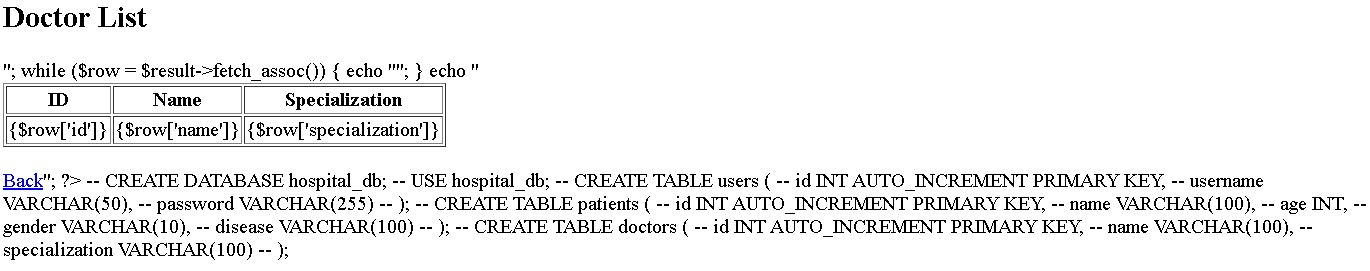 Doctor List
"; while ($row = $result->fetch_assoc()) { echo ""; } echo "
ID Name Specialization
{$row['id']} {$row['name']} {$row['specialization']}
Back"; ?> -- CREATE DATABASE hospital_db; -- USE hospital_db; -- CREATE TABLE users ( -- id INT AUTO_INCREMENT PRIMARY KEY, -- username
VARCHAR(50), -- password VARCHAR(255) -- ); -- CREATE TABLE patients ( -- id INT AUTO_INCREMENT PRIMARY KEY, -- name VARCHAR(100), -- age INT, --
gender VARCHAR(10), -- disease VARCHAR(100) -- ); -- CREATE TABLE doctors ( -- id INT AUTO_INCREMENT PRIMARY KEY, -- name VARCHAR(100), --
specialization VARCHAR(100) -- );